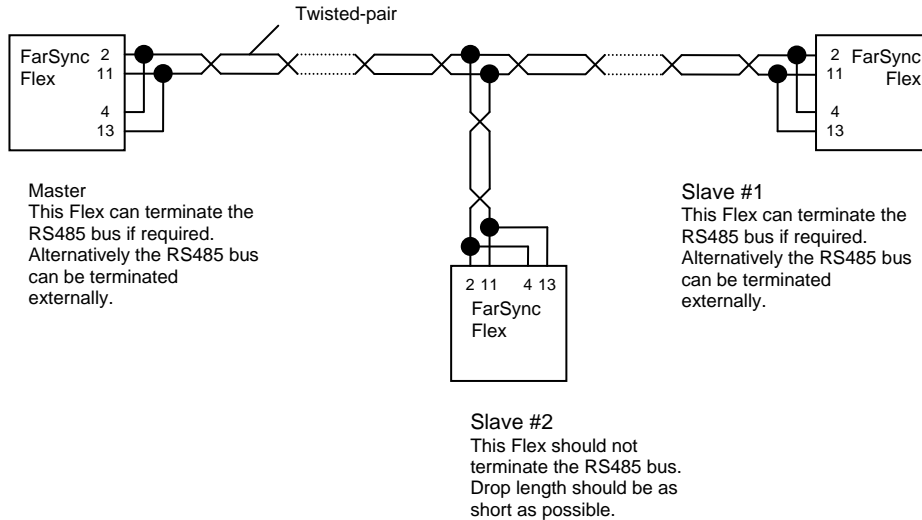 Twisted-pair
FarSync
Flex
2
11
4
13
2
11
4
13
FarSync
Flex
Master
This Flex can terminate the
RS485 bus if required.
Alternatively the RS485 bus
can be terminated
externally.
Slave #1
This Flex can terminate the
RS485 bus if required.
Alternatively the RS485 bus
can be terminated
externally.
2 11 4 13
FarSync
Flex
Slave #2
This Flex should not
terminate the RS485 bus.
Drop length should be as
short as possible.